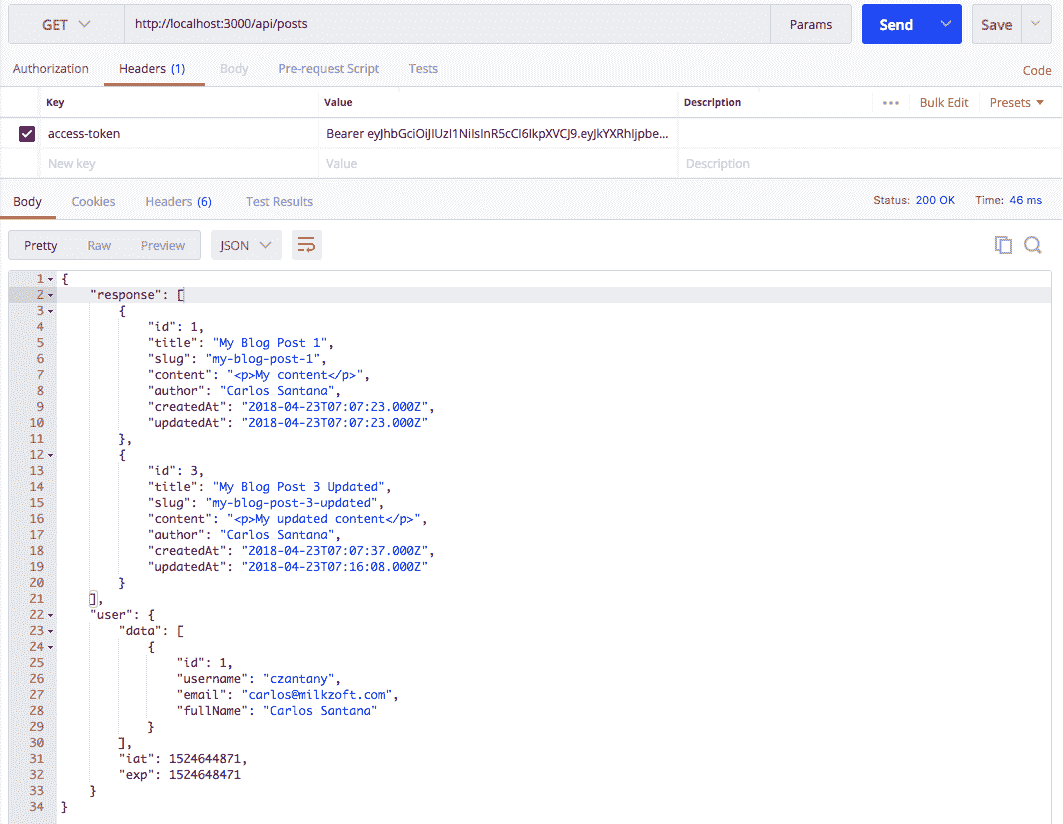 GET http://localhost:3000/api/posts Params Send Save
Authorization Headers (1) Body Pre-request Script Tests Code
Key Value Description ••• Bulk Edit Presets
access-token Bearer eyJhbGciOiJIUzI1NiIsInR5cCI6IkpXVCJ9.eyJkYXRhIjpbe...
New key Value Description
Body Cookies Headers (6) Test Results Status: 200 OK Time: 46 ms
Pretty Raw Preview JSON
1 {
2 "response": [
3 {
4 "id": 1,
5 "title": "My Blog Post 1",
6 "slug": "my-blog-post-1",
7 "content": "<p>My content</p>",
8 "author": "Carlos Santana",
9 "createdAt": "2018-04-23T07:07:23.000Z",
10 "updatedAt": "2018-04-23T07:07:23.000Z"
11 },
12 {
13 "id": 3,
14 "title": "My Blog Post 3 Updated",
15 "slug": "my-blog-post-3-updated",
16 "content": "<p>My updated content</p>",
17 "author": "Carlos Santana",
18 "createdAt": "2018-04-23T07:07:37.000Z",
19 "updatedAt": "2018-04-23T07:16:08.000Z"
20 }
21 ],
22 "user": {
23 "data": [
24 {
25 "id": 1,
26 "username": "czantany",
27 "email": "carlos@milkzoft.com",
28 "fullName": "Carlos Santana"
29 }
30 ],
31 "iat": 1524644871,
32 "exp": 1524648471
33 }
34 }